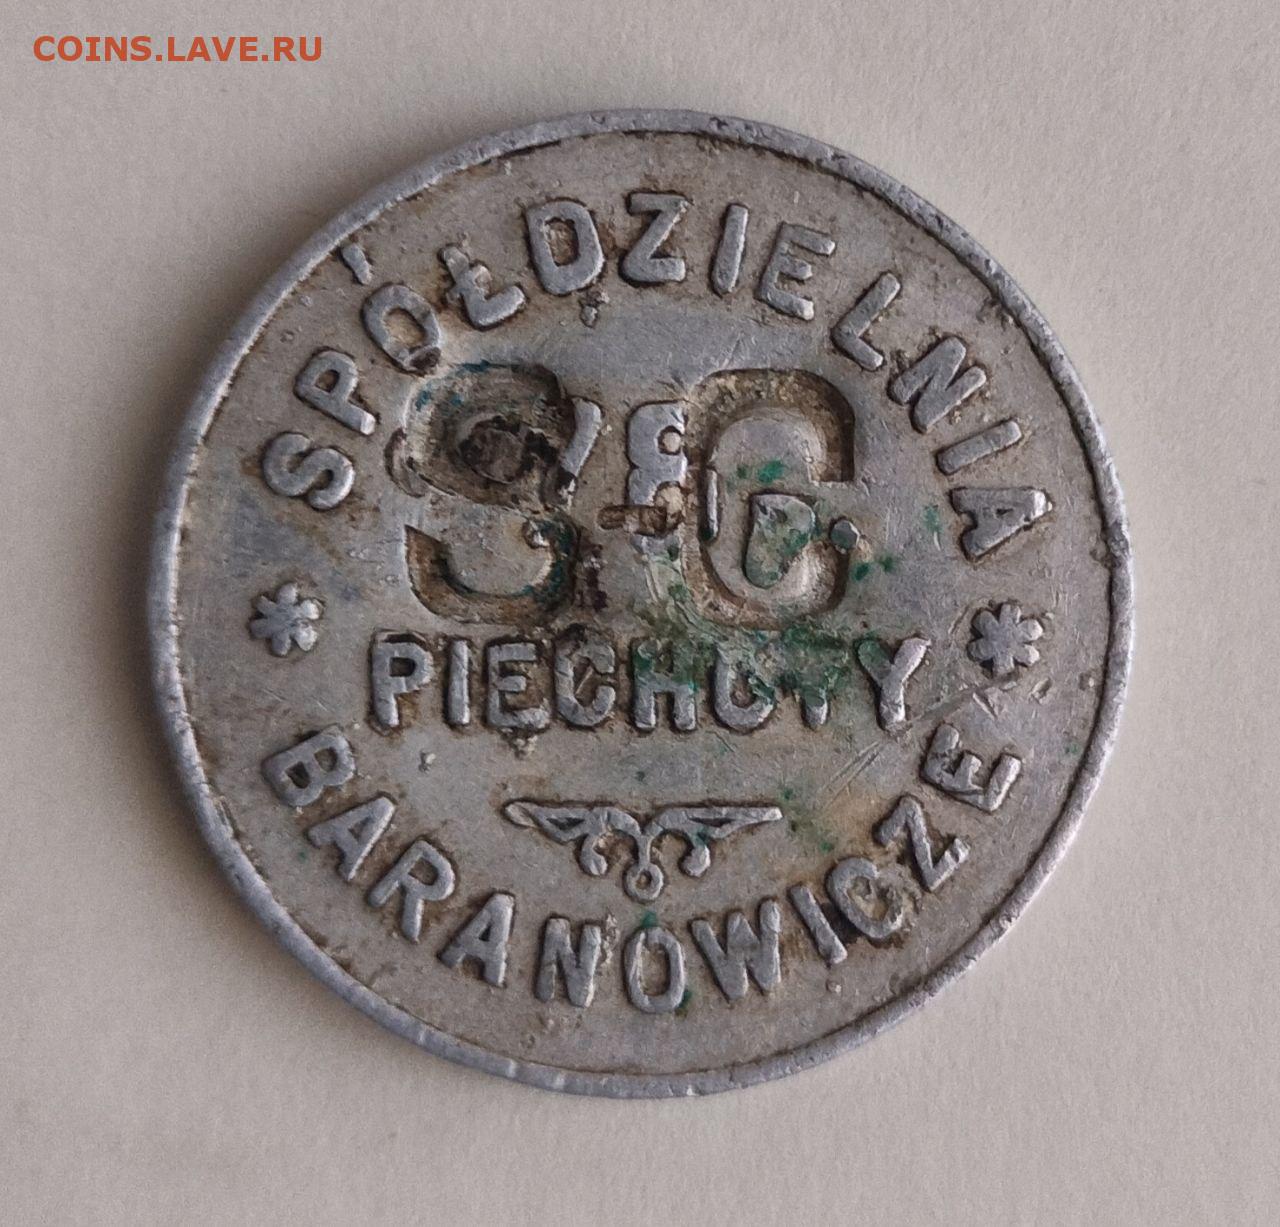 COINS.LAVE.RU
SPÓŁDZIELNIA
S C
PIECHOTY
* BARANOWICZE *